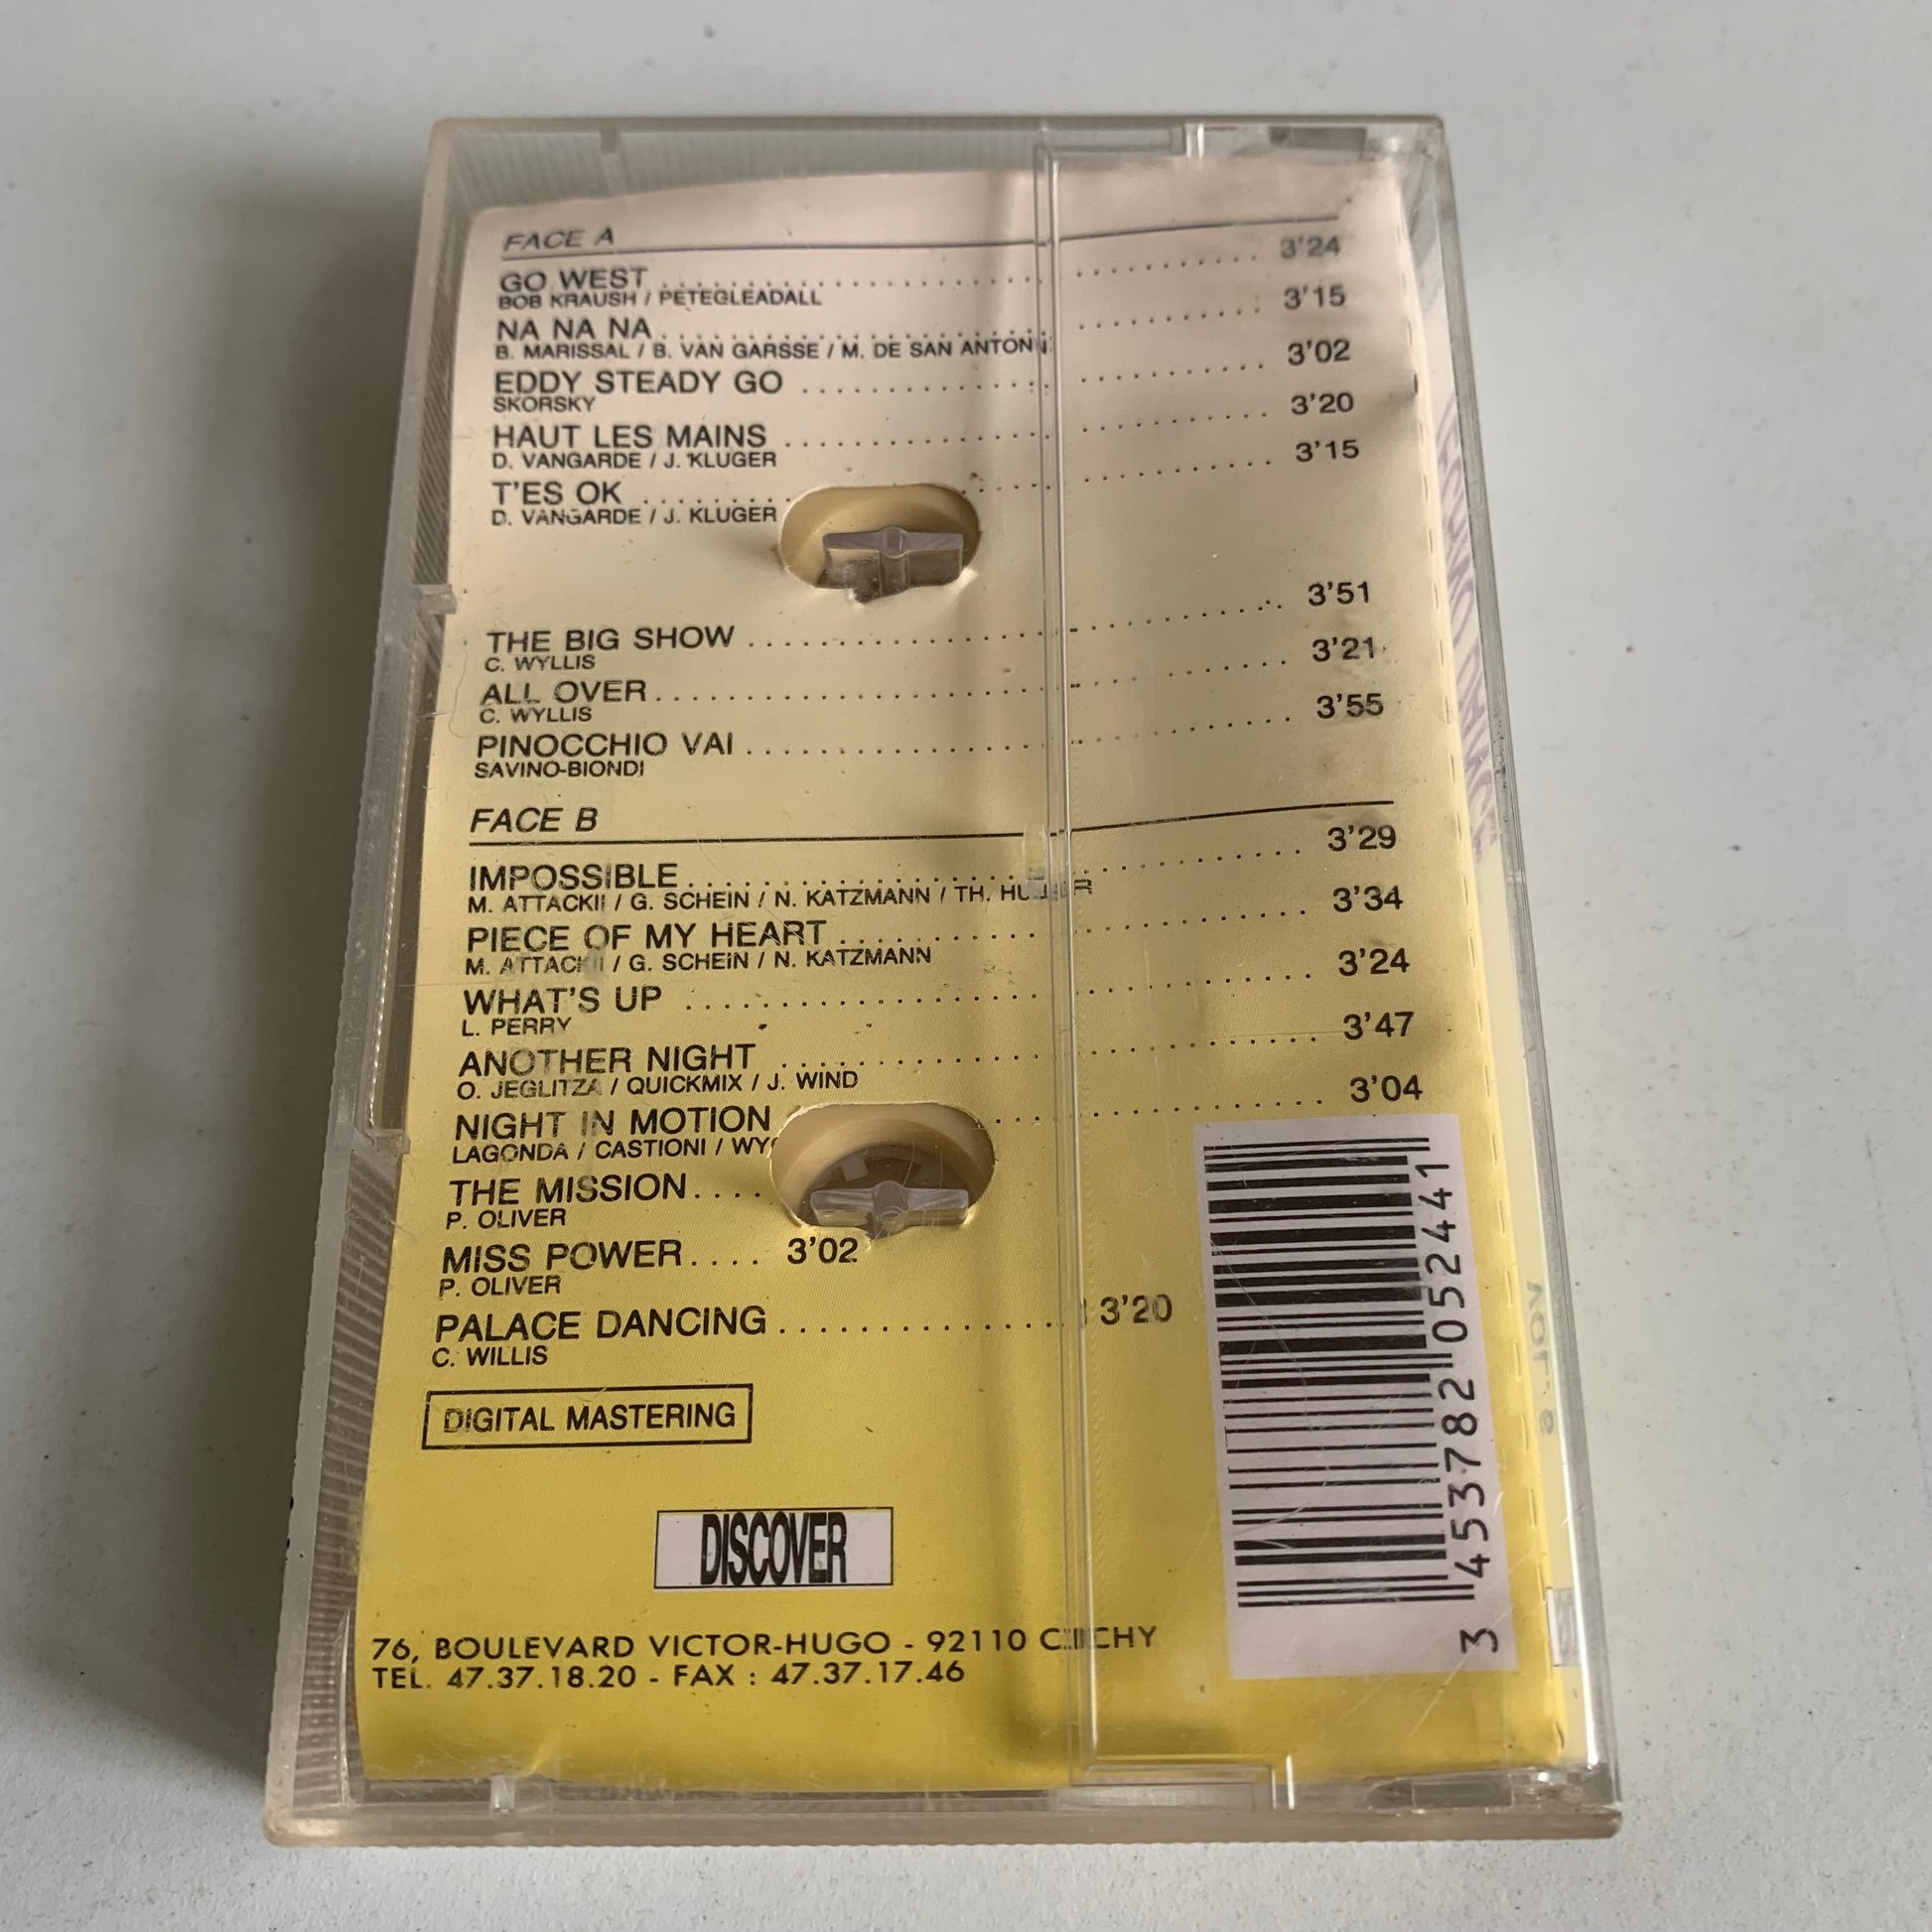 FACE A
GO WEST 3'24
BOB KRAUSH / PETEGLEADALL
NA NA NA 3'15
B. MARISSAL / B. VAN GARSSE / M. DE SAN ANTON
EDDY STEADY GO 3'02
SKORSKY
HAUT LES MAINS 3'20
D. VANGARDE / J. KLUGER
T'ES OK 3'15
D. VANGARDE / J. KLUGER
THE BIG SHOW 3'51
C. WYLLIS
ALL OVER 3'21
C. WYLLIS
PINOCCHIO VAI 3'55
SAVINO-BIONDI
FACE B
IMPOSSIBLE 3'29
M. ATTACKII / G. SCHEIN / N. KATZMANN / TH.
PIECE OF MY HEART 3'34
M. ATTACKII / G. SCHEIN / N. KATZMANN
WHAT'S UP 3'24
L. PERRY
ANOTHER NIGHT 3'47
O. JEGLITZA / QUICKMIX / J. WIND
NIGHT IN MOTION 3'04
LAGONDA / CASTIONI /
THE MISSION
P. OLIVER
MISS POWER 3'02
P. OLIVER
PALACE DANCING 3'20
C. WILLIS
DIGITAL MASTERING
DISCOVER
76, BOULEVARD VICTOR-HUGO - 92110 CLICHY
TEL. 47.37.18.20 - FAX : 47.37.17.46
3 453782 052441